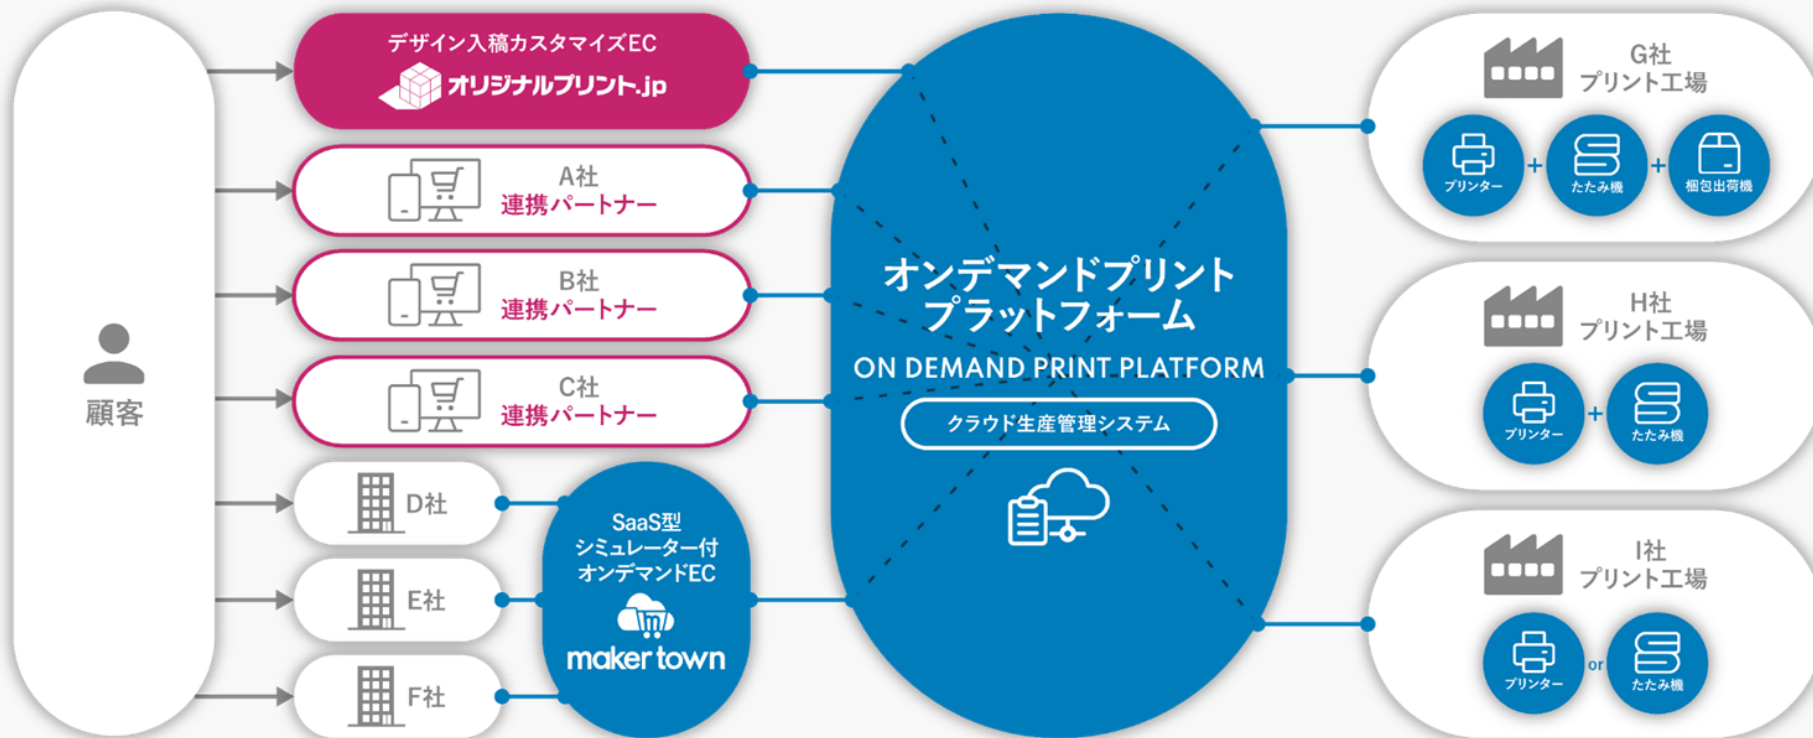 顧客
デザイン入稿カスタマイズEC
オリジナルプリント.jp
A社
連携パートナー
B社
連携パートナー
C社
連携パートナー
D社
E社
F社
SaaS型
シミュレーター付
オンデマンドEC
m
maker town
オンデマンドプリント
プラットフォーム
ON DEMAND PRINT PLATFORM
クラウド生産管理システム
G社
プリント工場
プリンター + たたみ機 + 梱包出荷機
H社
プリント工場
プリンター + たたみ機
I社
プリント工場
プリンター or たたみ機